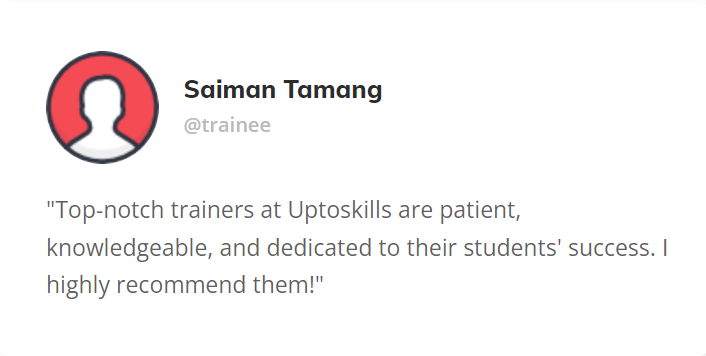 Saiman Tamang
@trainee
"Top-notch trainers at Uptoskills are patient,
knowledgeable, and dedicated to their students' success. I
highly recommend them!"